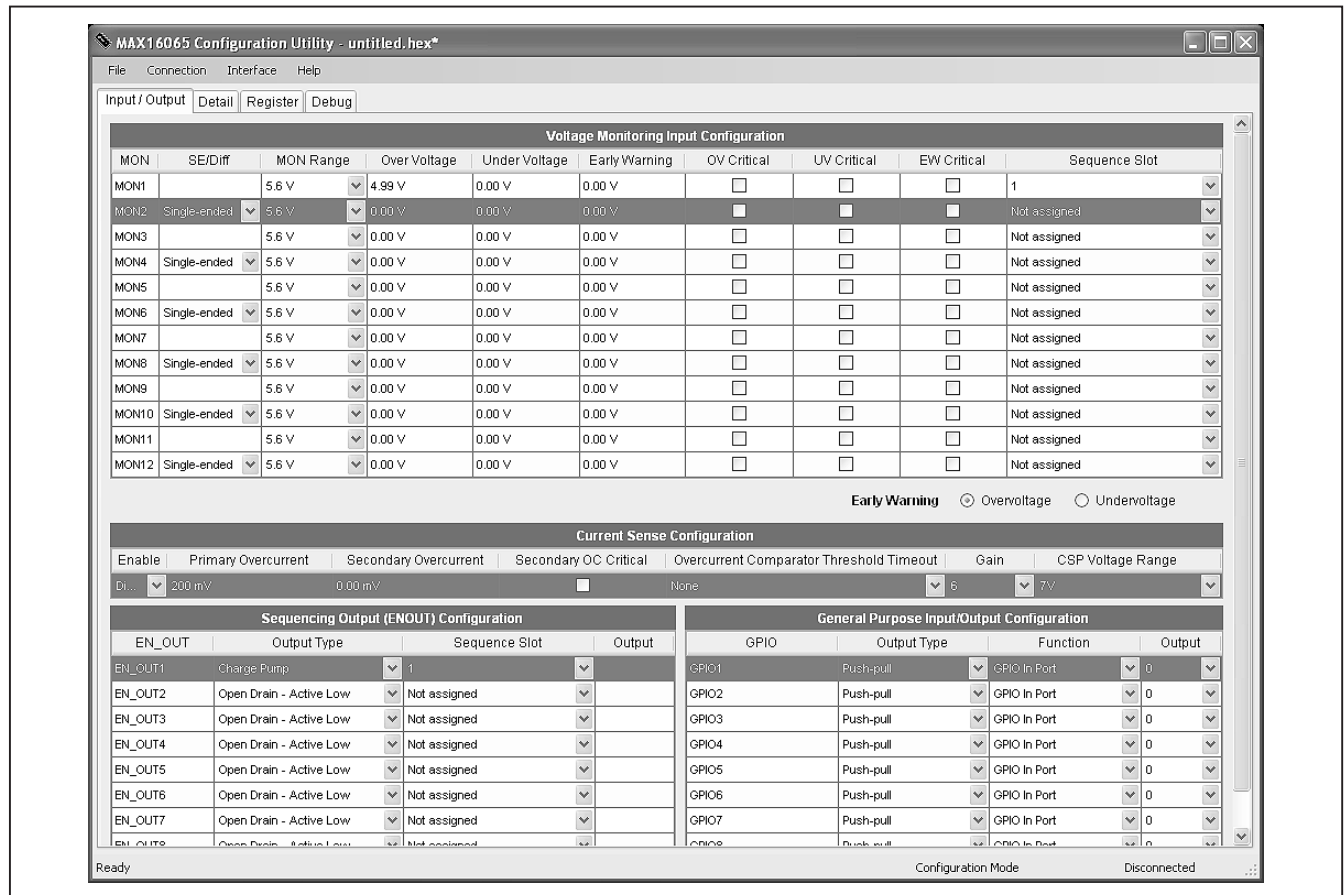 MAX16065 Configuration Utility - untitled.hex*
File Connection Interface Help
Input / Output Detail Register Debug
Voltage Monitoring Input Configuration
MON SE/Diff MON Range Over Voltage Under Voltage Early Warning OV Critical UV Critical EW Critical Sequence Slot
MON1 5.6 V 4.99 V 0.00 V 0.00 V 1
MON2 Single-ended 5.6 V 0.00 V 0.00 V 0.00 V Not assigned
MON3 5.6 V 0.00 V 0.00 V 0.00 V Not assigned
MON4 Single-ended 5.6 V 0.00 V 0.00 V 0.00 V Not assigned
MON5 5.6 V 0.00 V 0.00 V 0.00 V Not assigned
MON6 Single-ended 5.6 V 0.00 V 0.00 V 0.00 V Not assigned
MON7 5.6 V 0.00 V 0.00 V 0.00 V Not assigned
MON8 Single-ended 5.6 V 0.00 V 0.00 V 0.00 V Not assigned
MON9 5.6 V 0.00 V 0.00 V 0.00 V Not assigned
MON10 Single-ended 5.6 V 0.00 V 0.00 V 0.00 V Not assigned
MON11 5.6 V 0.00 V 0.00 V 0.00 V Not assigned
MON12 Single-ended 5.6 V 0.00 V 0.00 V 0.00 V Not assigned
Early Warning Overvoltage Undervoltage
Current Sense Configuration
Enable Primary Overcurrent Secondary Overcurrent Secondary OC Critical Overcurrent Comparator Threshold Timeout Gain CSP Voltage Range
Di... 200 mV 0.00 mV None 6 7V
Sequencing Output (ENOUT) Configuration
EN_OUT Output Type Sequence Slot Output
EN_OUT1 Charge Pump 1
EN_OUT2 Open Drain - Active Low Not assigned
EN_OUT3 Open Drain - Active Low Not assigned
EN_OUT4 Open Drain - Active Low Not assigned
EN_OUT5 Open Drain - Active Low Not assigned
EN_OUT6 Open Drain - Active Low Not assigned
EN_OUT7 Open Drain - Active Low Not assigned
EN_OUT8 Open Drain - Active Low Not assigned
General Purpose Input/Output Configuration
GPIO Output Type Function Output
GPIO1 Push-pull GPIO In Port 0
GPIO2 Push-pull GPIO In Port 0
GPIO3 Push-pull GPIO In Port 0
GPIO4 Push-pull GPIO In Port 0
GPIO5 Push-pull GPIO In Port 0
GPIO6 Push-pull GPIO In Port 0
GPIO7 Push-pull GPIO In Port 0
GPIO8 Push-pull GPIO In Port 0
Ready Configuration Mode Disconnected